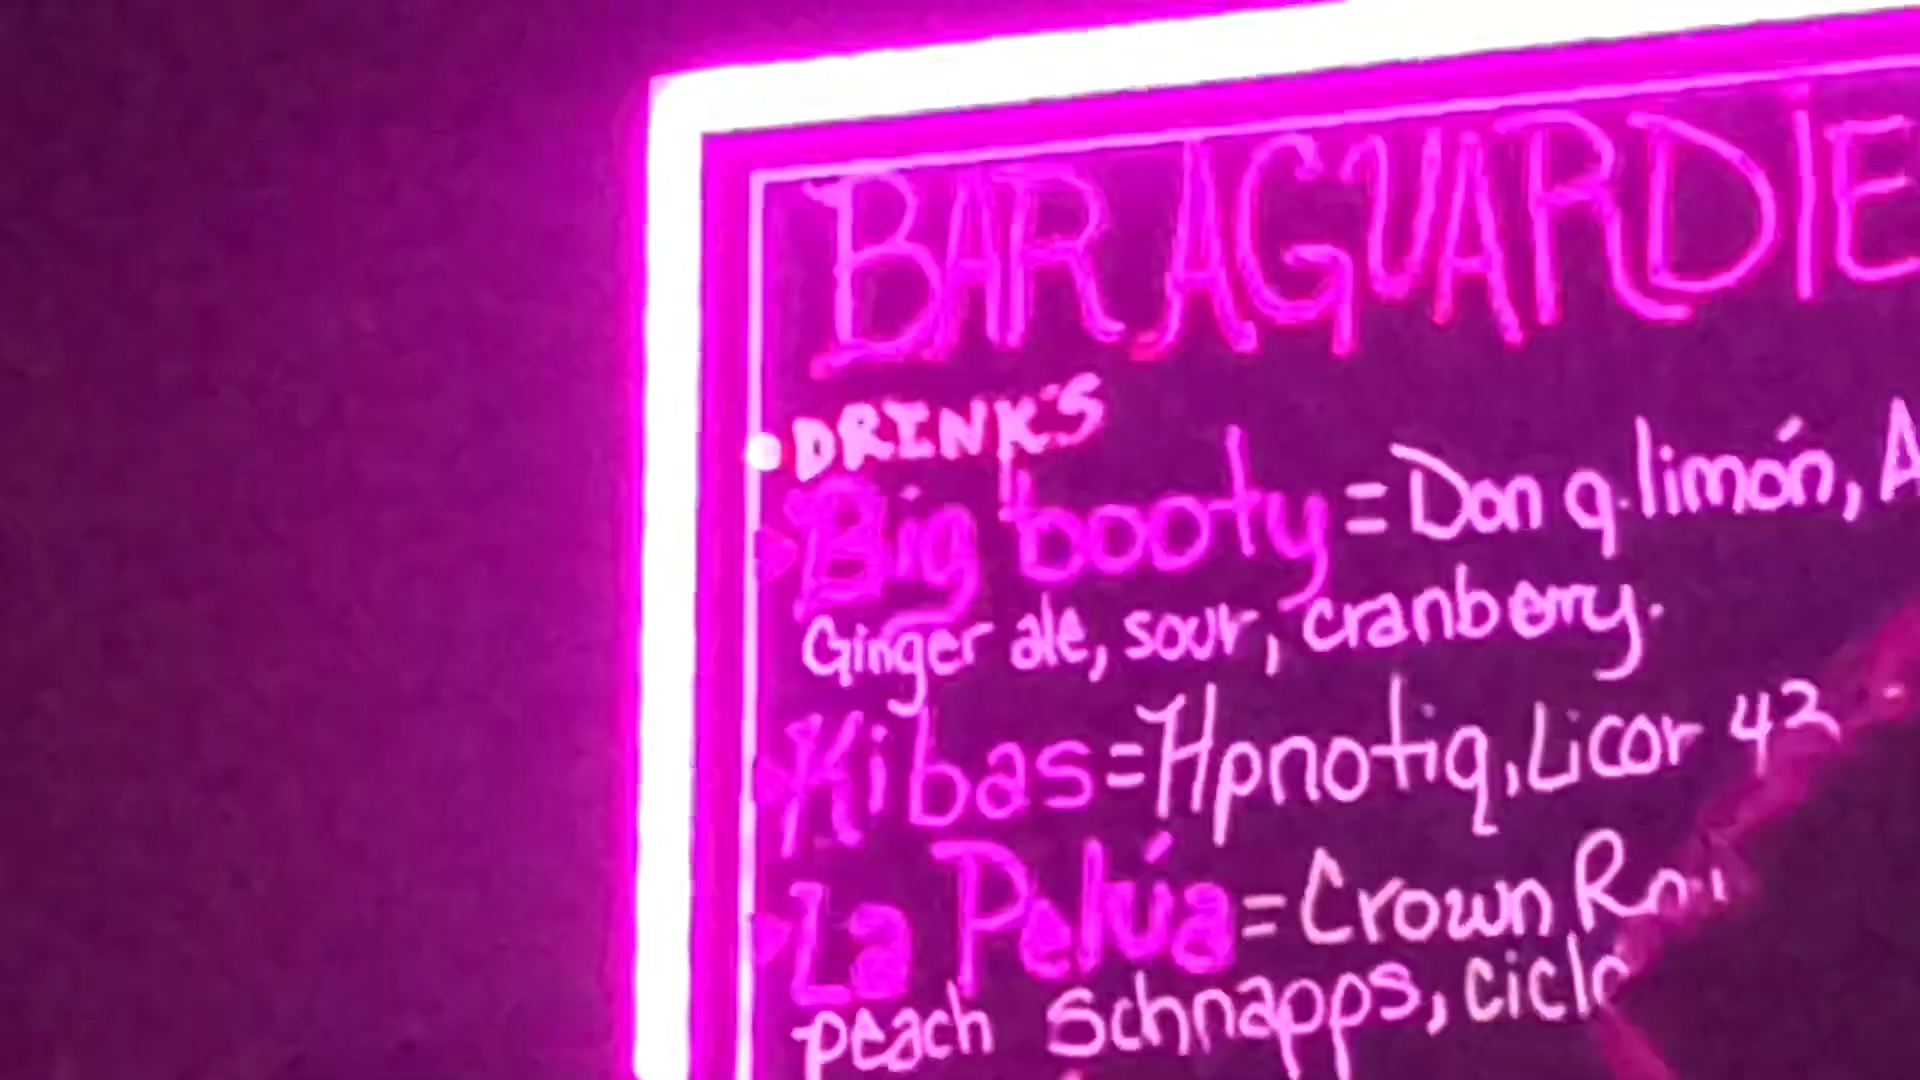 BAR AGUARDIE
• DRINKS
Big booty = Don q. limón, A
Ginger ale, sour, cranberry.
Kibas = Hpnotiq, Licor 43
La Pelúa = Crown
peach schnapps,